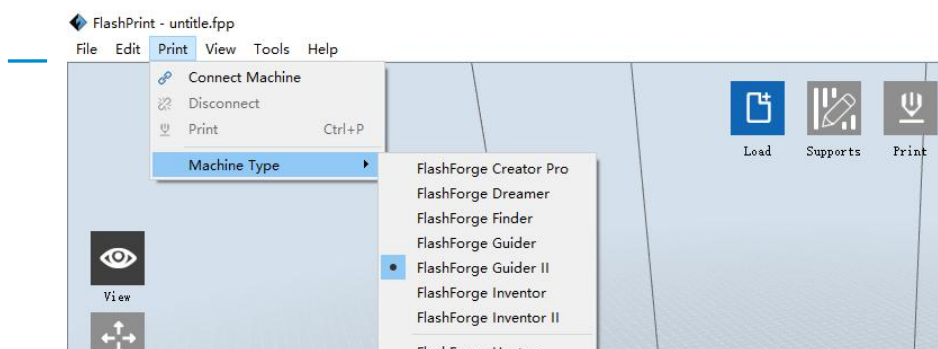 FlashPrint - untitle.fpp
File Edit Print View Tools Help
Connect Machine
Disconnect
Print Ctrl+P
Machine Type
Load Supports Print
FlashForge Creator Pro
FlashForge Dreamer
FlashForge Finder
FlashForge Guider
FlashForge Guider II
FlashForge Inventor
FlashForge Inventor II
View